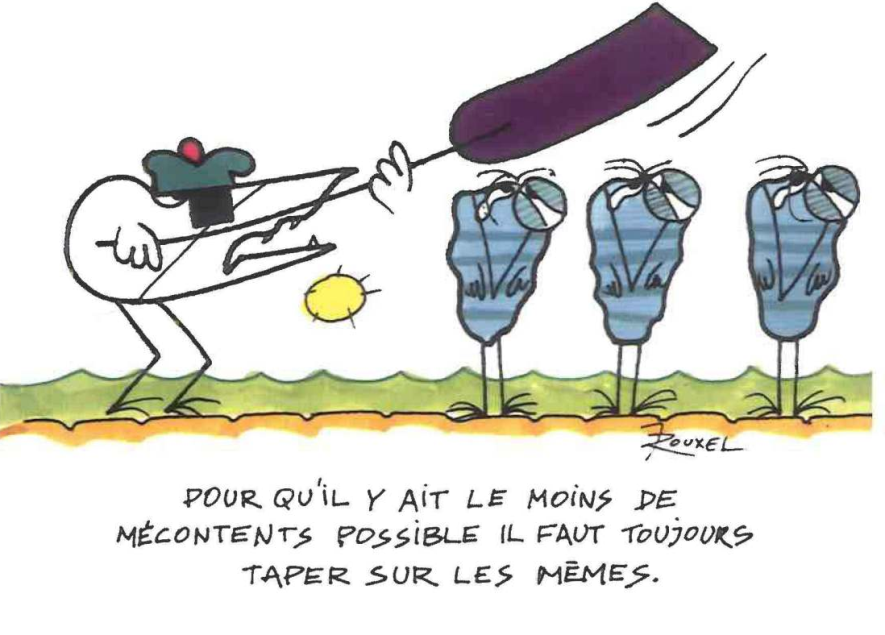 ROUXEL
POUR QU'IL Y AIT LE MOINS DE
MÉCONTENTS POSSIBLE IL FAUT TOUJOURS
TAPER SUR LES MÊMES.